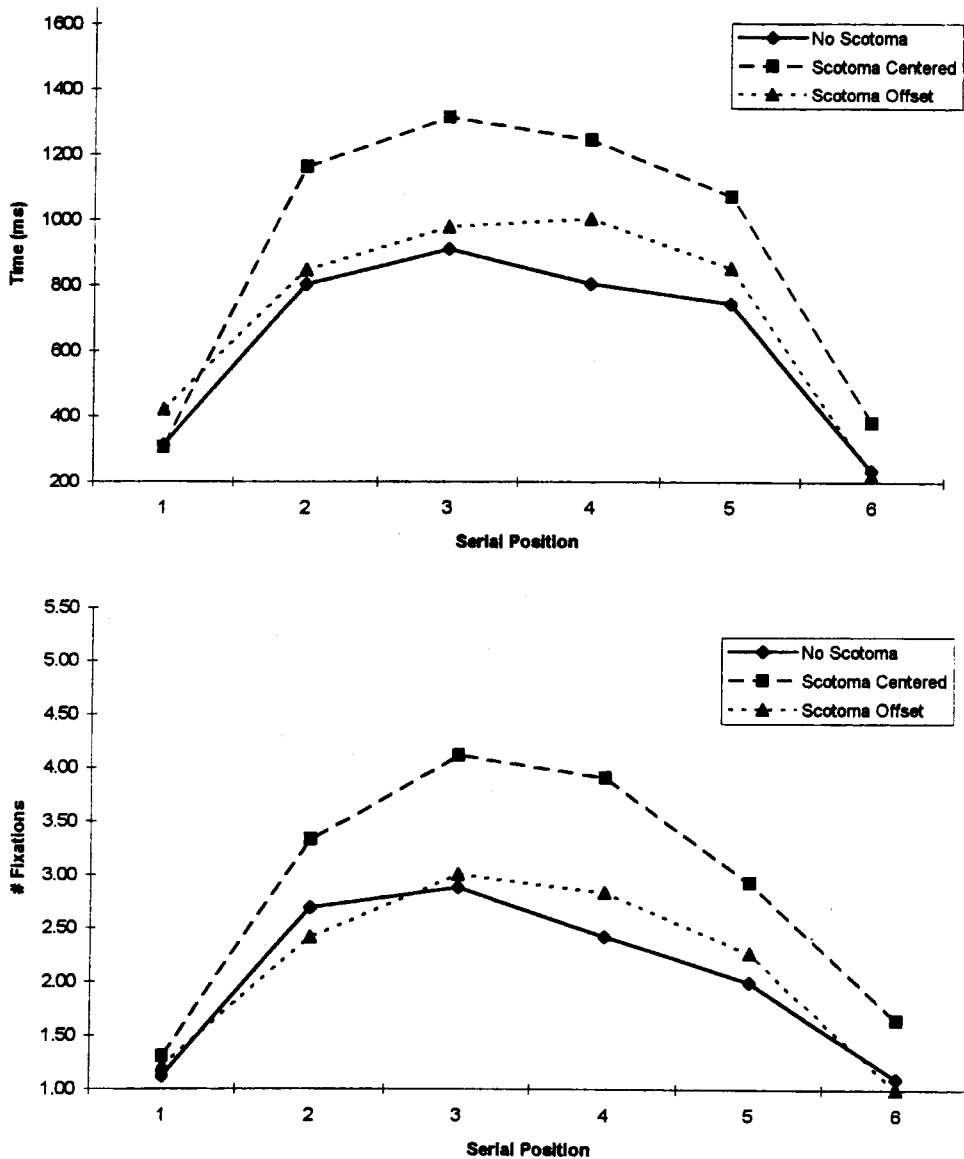 1600
1400
1200
1000
800
600
400
200
Time (ms)
No Scotoma
Scotoma Centered
Scotoma Offset
1 2 3 4 5 6
Serial Position
5.50
5.00
4.50
4.00
3.50
3.00
2.50
2.00
1.50
1.00
# Fixations
No Scotoma
Scotoma Centered
Scotoma Offset
1 2 3 4 5 6
Serial Position